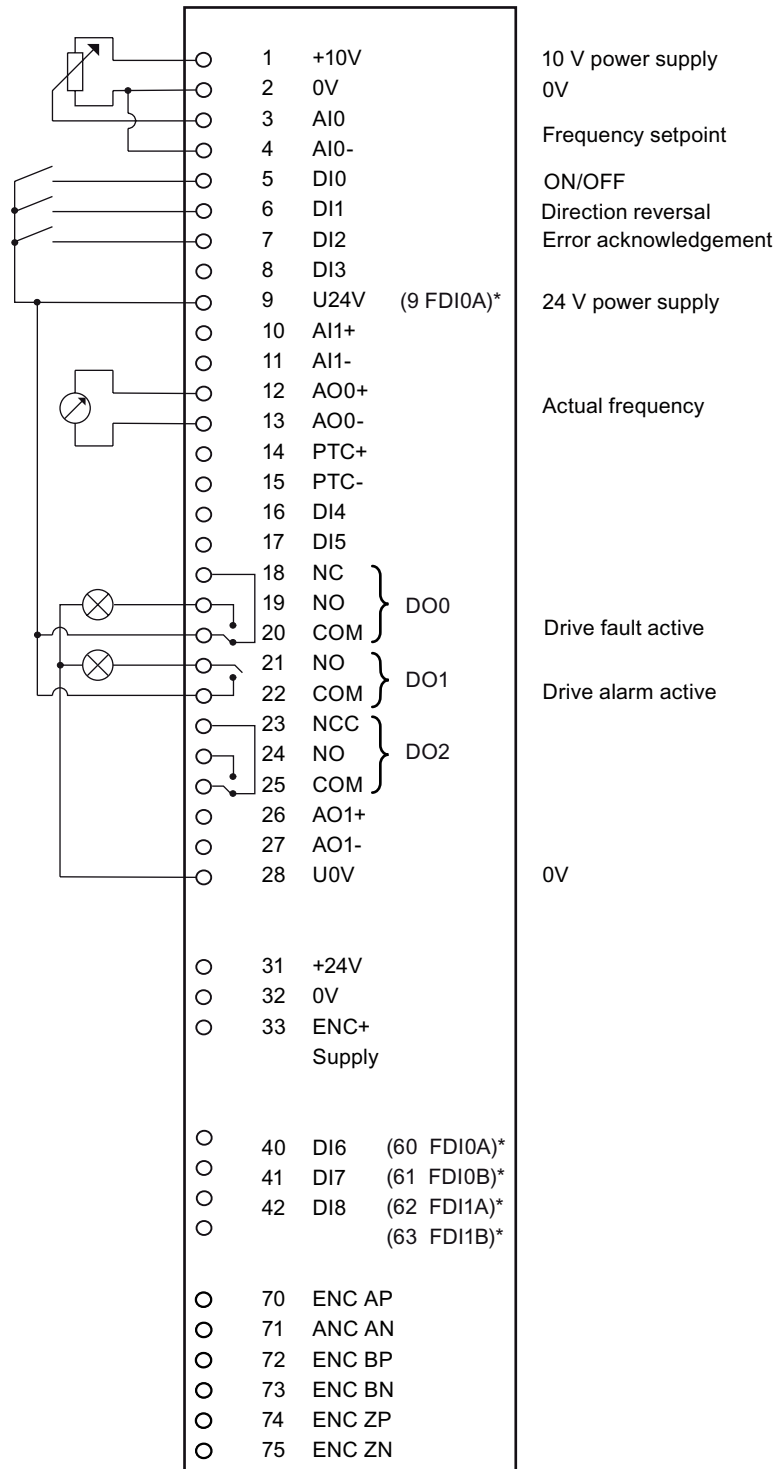 1 +10V 10 V power supply
2 0V 0V
3 AI0
Frequency setpoint
4 AI0-
5 DI0 ON/OFF
6 DI1 Direction reversal
7 DI2 Error acknowledgement
8 DI3
9 U24V (9 FDI0A)* 24 V power supply
10 AI1+
11 AI1-
12 AO0+
Actual frequency
13 AO0-
14 PTC+
15 PTC-
16 DI4
17 DI5
18 NC
19 NO DO0
20 COM Drive fault active
21 NO
DO1
22 COM Drive alarm active
23 NCC
24 NO DO2
25 COM
26 AO1+
27 AO1-
28 U0V 0V
31 +24V
32 0V
33 ENC+
Supply
40 DI6 (60 FDI0A)*
41 DI7 (61 FDI0B)*
42 DI8 (62 FDI1A)*
(63 FDI1B)*
70 ENC AP
71 ANC AN
72 ENC BP
73 ENC BN
74 ENC ZP
75 ENC ZN